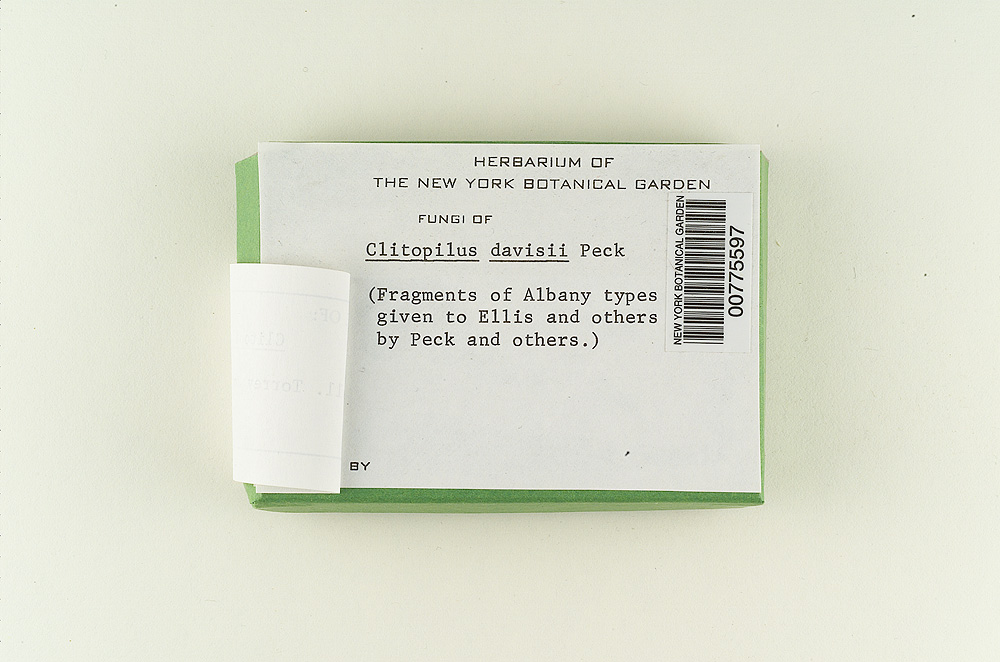 HERBARIUM OF
THE NEW YORK BOTANICAL GARDEN
FUNGI OF
Clitopilus davisii Peck
(Fragments of Albany types
given to Ellis and others
by Peck and others.)
BY
NEW YORK BOTANICAL GARDEN
00775597
OF: